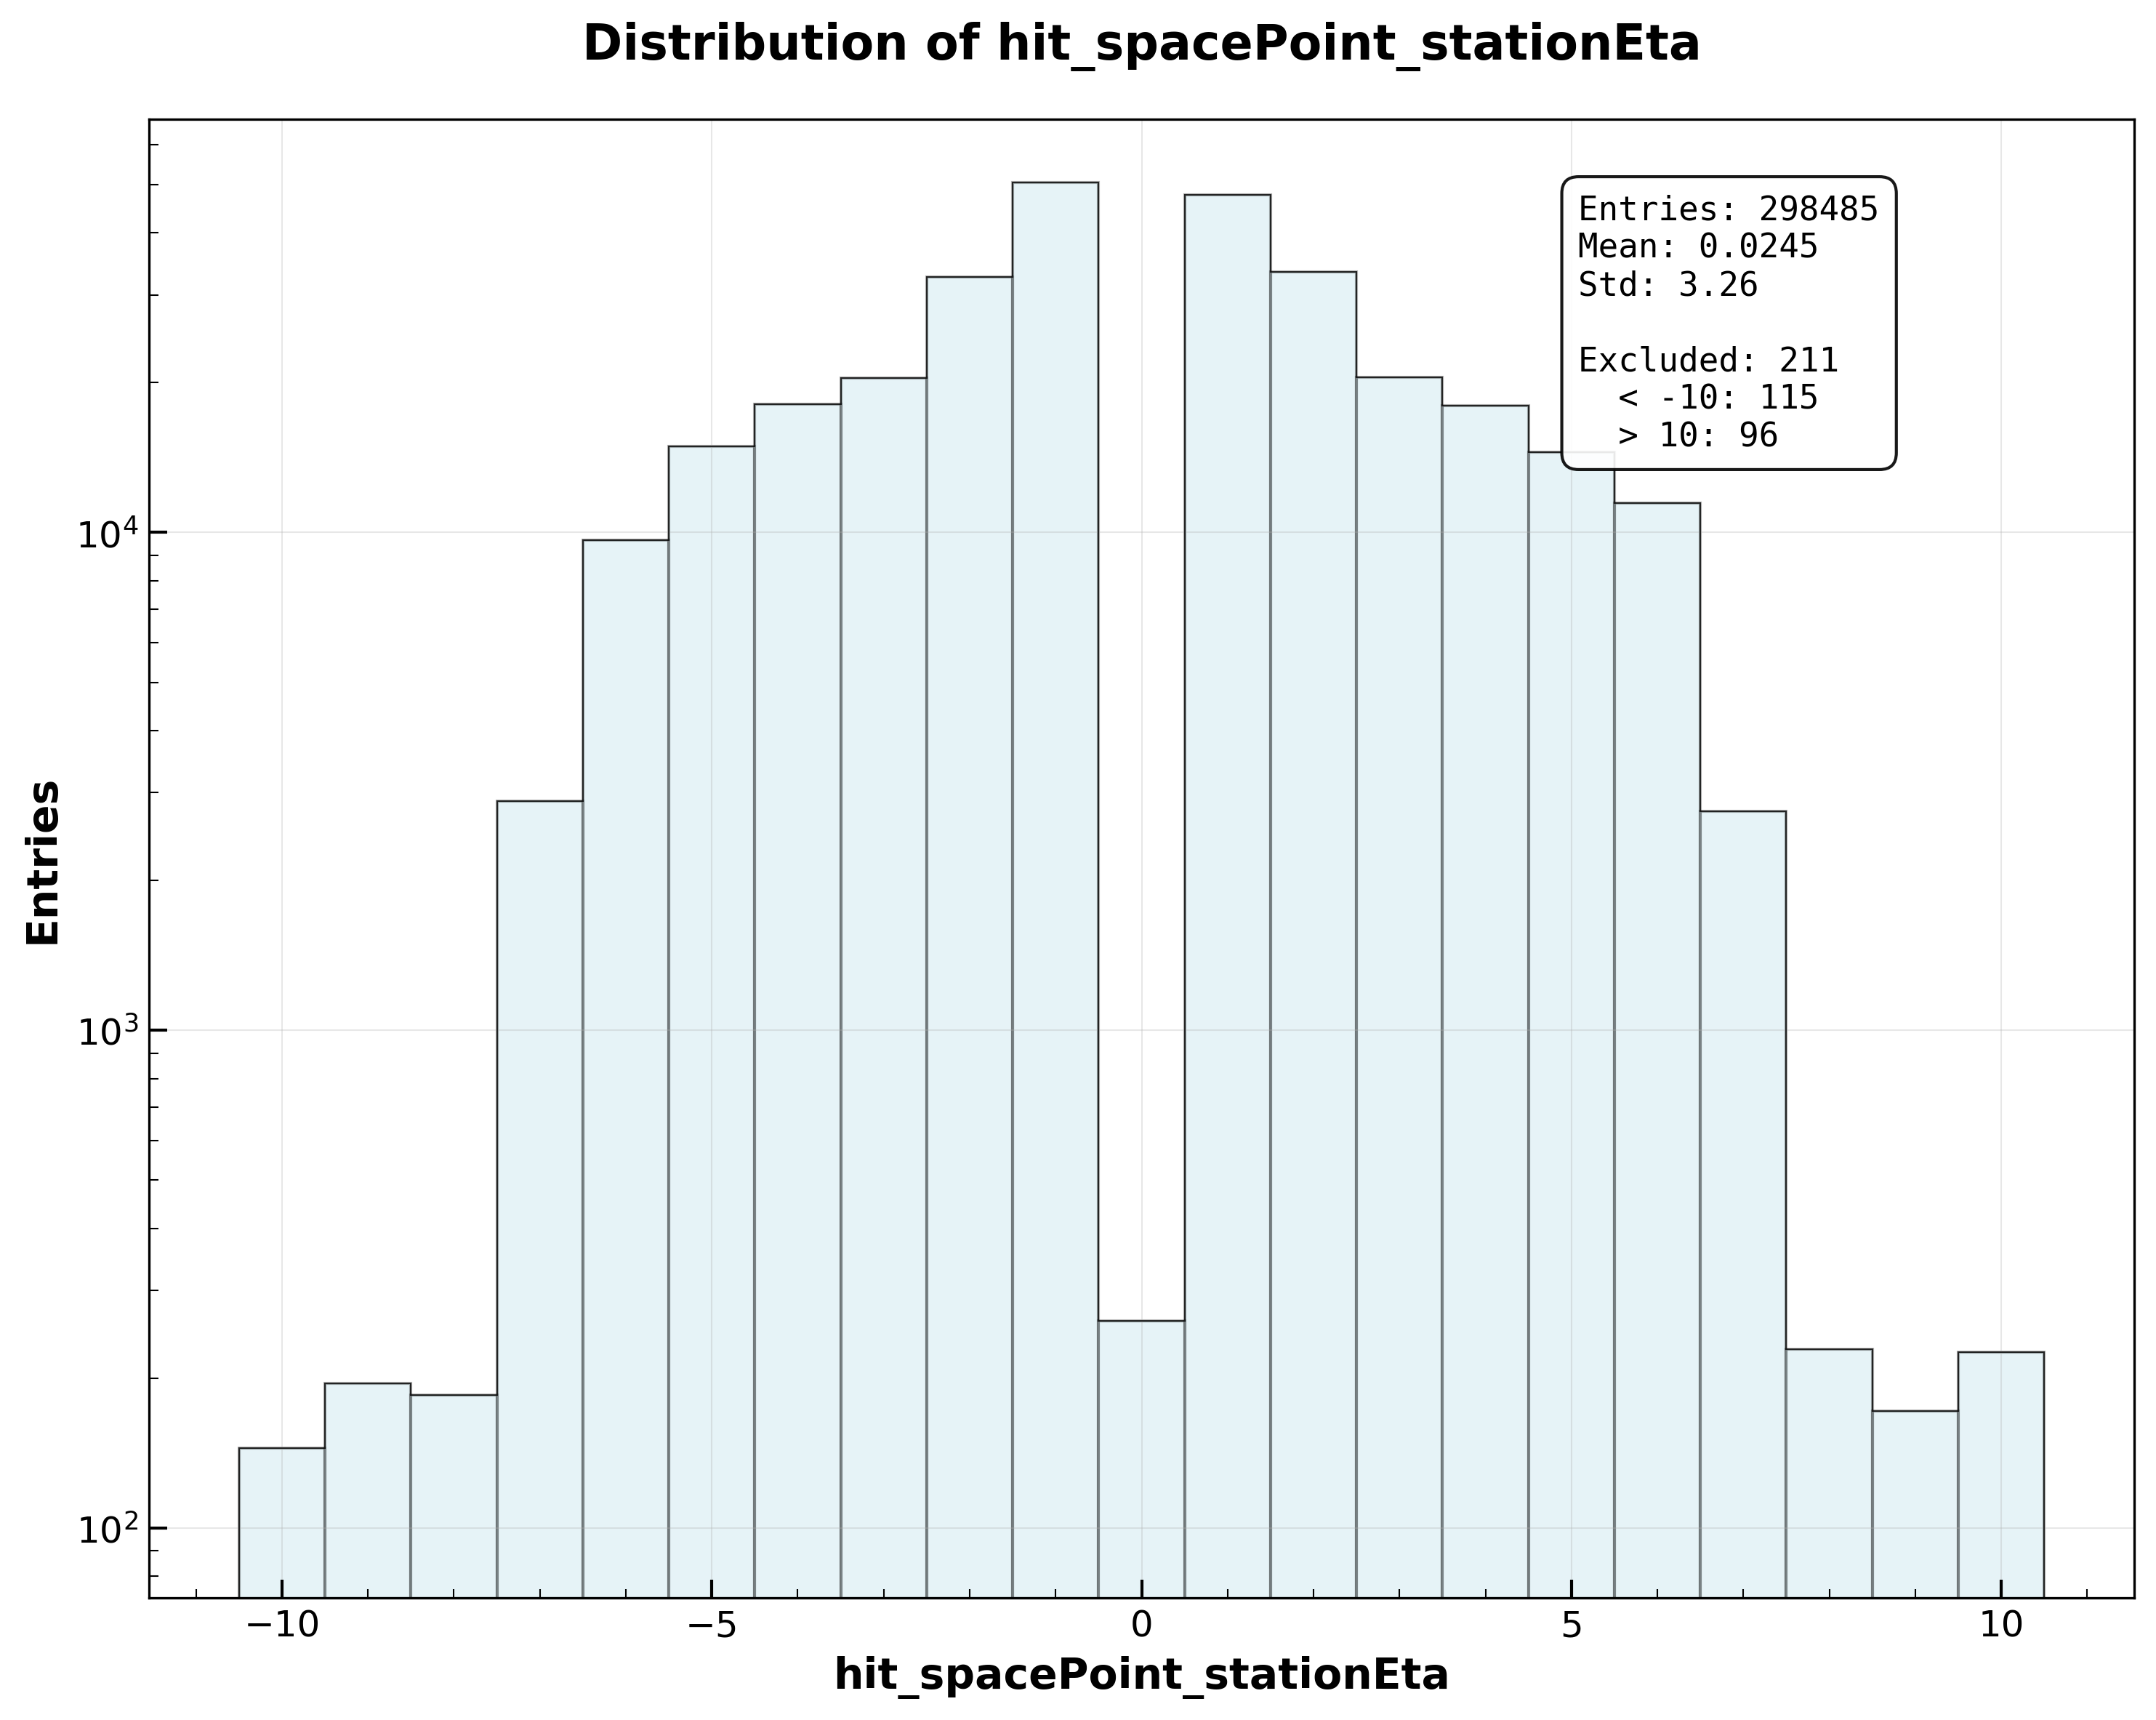 Distribution of hit_spacePoint_stationEta
Entries: 298485
Mean: 0.0245
Std: 3.26
Excluded: 211
< -10: 115
> 10: 96
10⁴
10³
10²
Entries
−10
−5
0
5
10
hit_spacePoint_stationEta